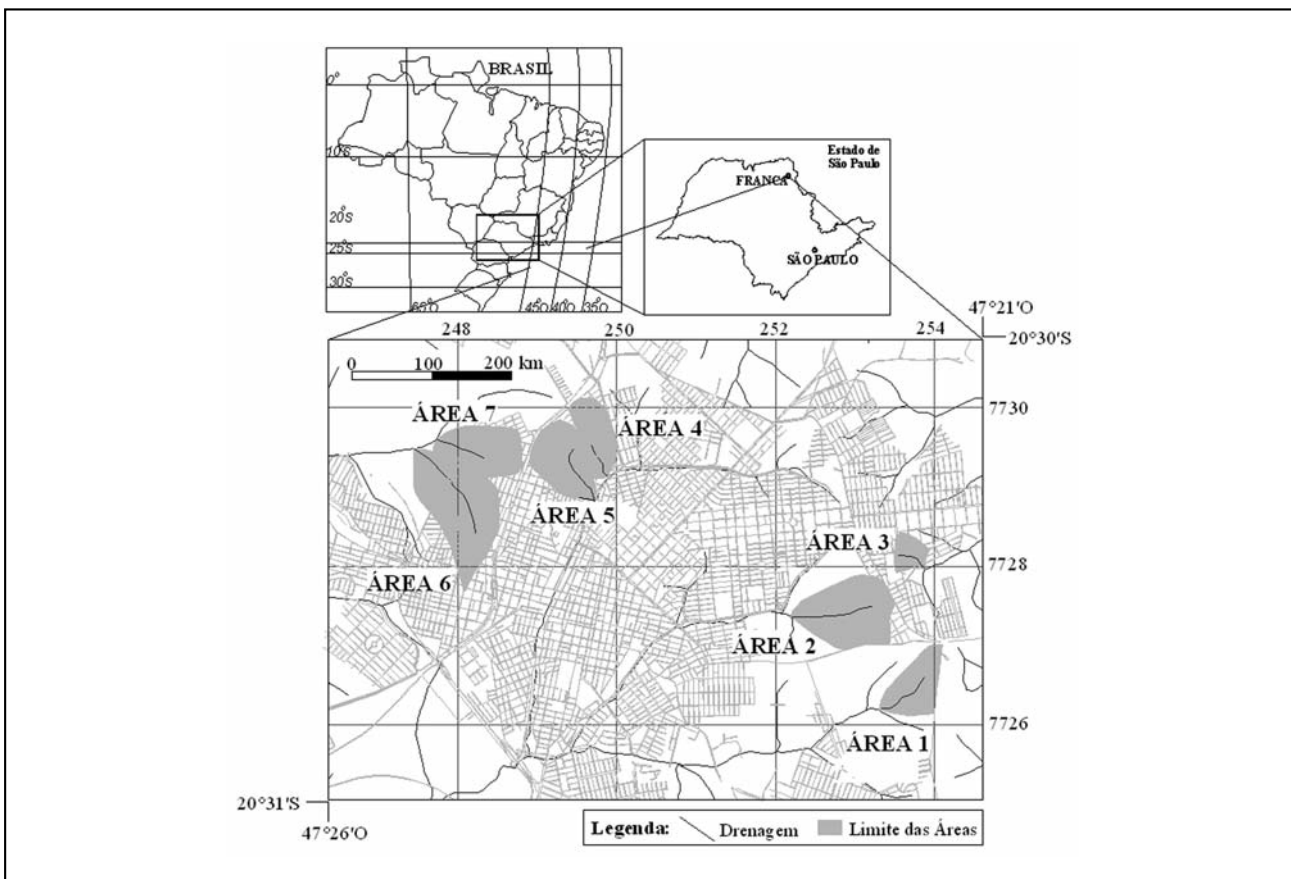 BRASIL
0°
10°S
20°S
25°S
30°S
65°O
45°O
40°O
35°O
Estado de
São Paulo
FRANCA
SÃO PAULO
47°21'O
20°30'S
248
250
252
254
0 100 200 km
7730
7728
7726
ÁREA 7
ÁREA 4
ÁREA 5
ÁREA 3
ÁREA 6
ÁREA 2
ÁREA 1
20°31'S
47°26'O
Legenda: Drenagem Limite das Áreas